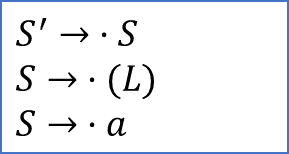 S′ → · S
S → · (L)
S → · a